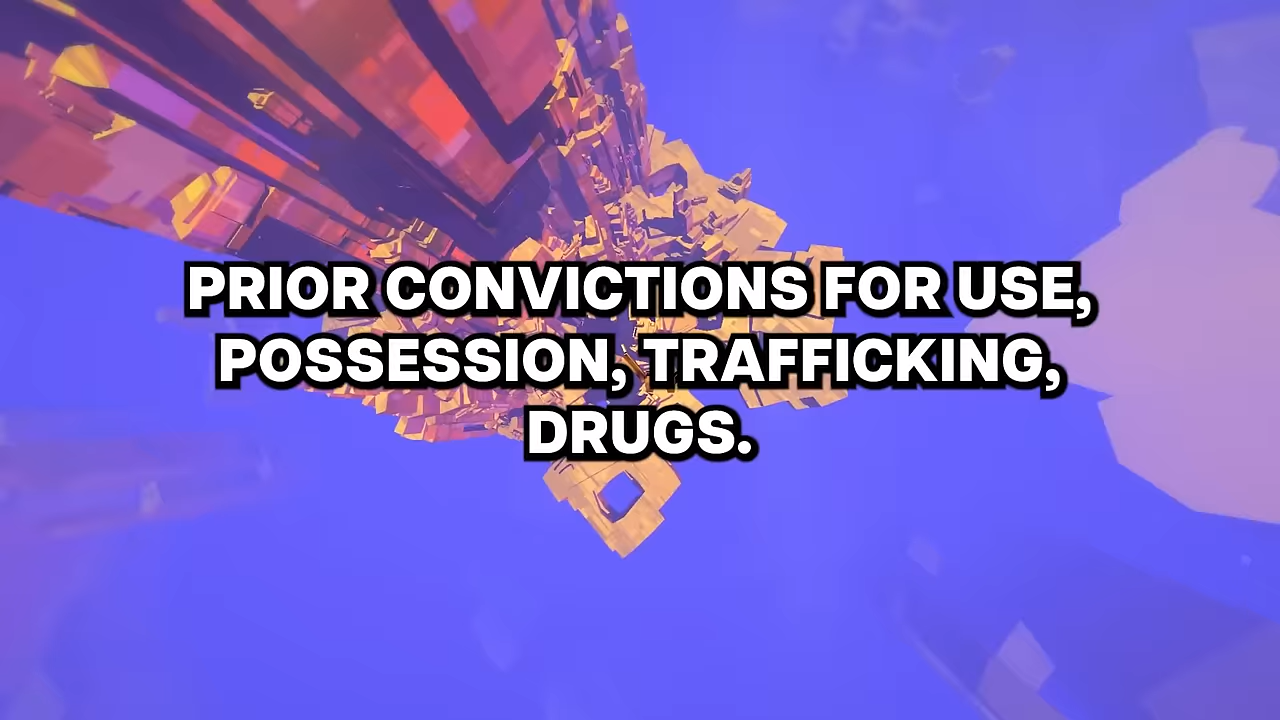 PRIOR CONVICTIONS FOR USE,
POSSESSION, TRAFFICKING,
DRUGS.